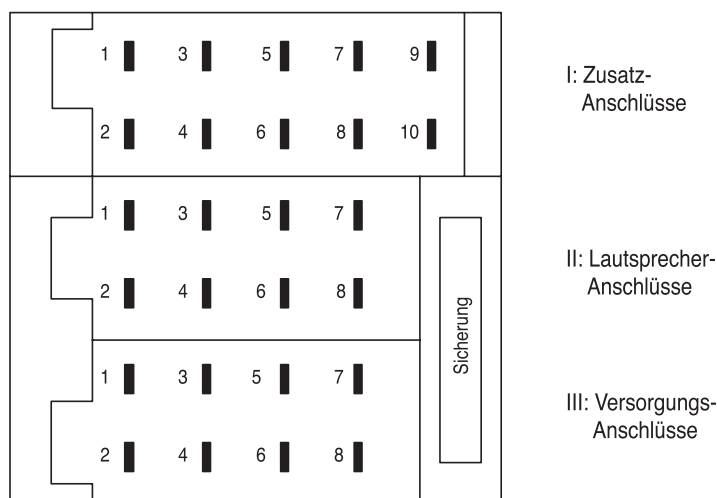 1 3 5 7 9
2 4 6 8 10
I: Zusatz-
Anschlüsse
1 3 5 7
2 4 6 8
II: Lautsprecher-
Anschlüsse
1 3 5 7
2 4 6 8
III: Versorgungs-
Anschlüsse
Sicherung